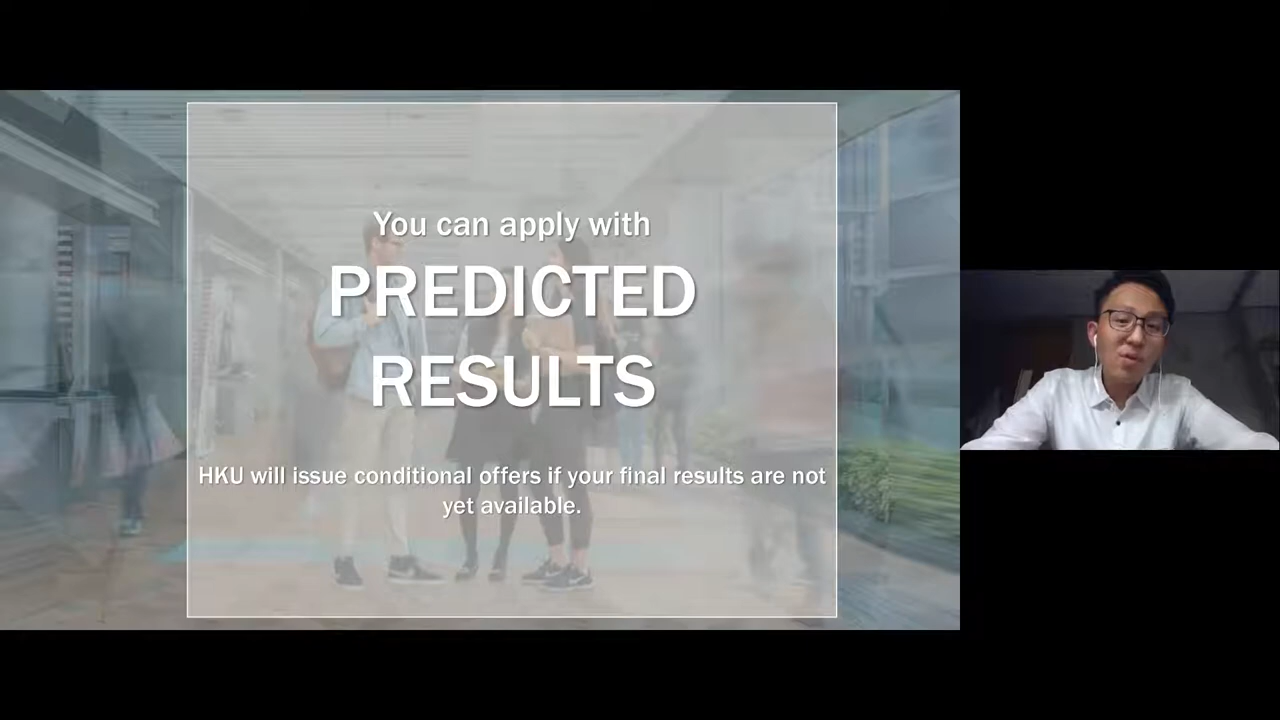 You can apply with
PREDICTED
RESULTS
HKU will issue conditional offers if your final results are not
yet available.